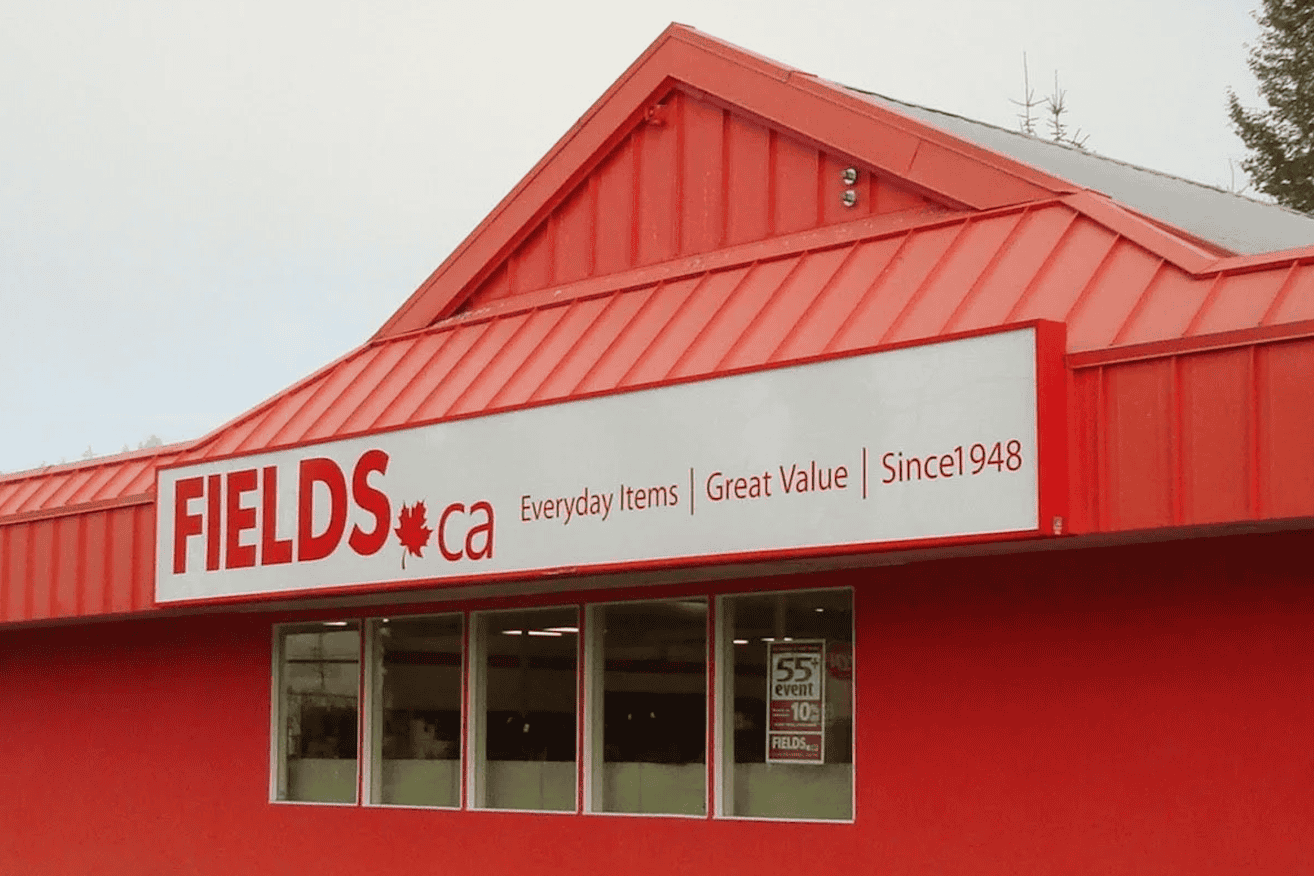 FIELDS ca Everyday Items | Great Value | Since1948
55+
event
10%
FIELDS.ca